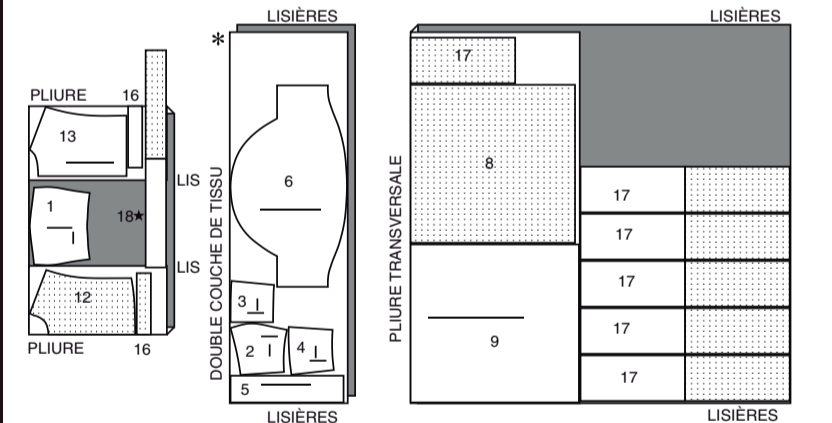 PLIURE 16
13
LIS
1
18★
LIS
12
PLIURE 16
LISIÈRES
*
DOUBLE COUCHE DE TISSU
6
3
2
4
5
LISIÈRES
LISIÈRES
PLIURE TRANSVERSALE
17
8
9
17
17
17
17
17
LISIÈRES